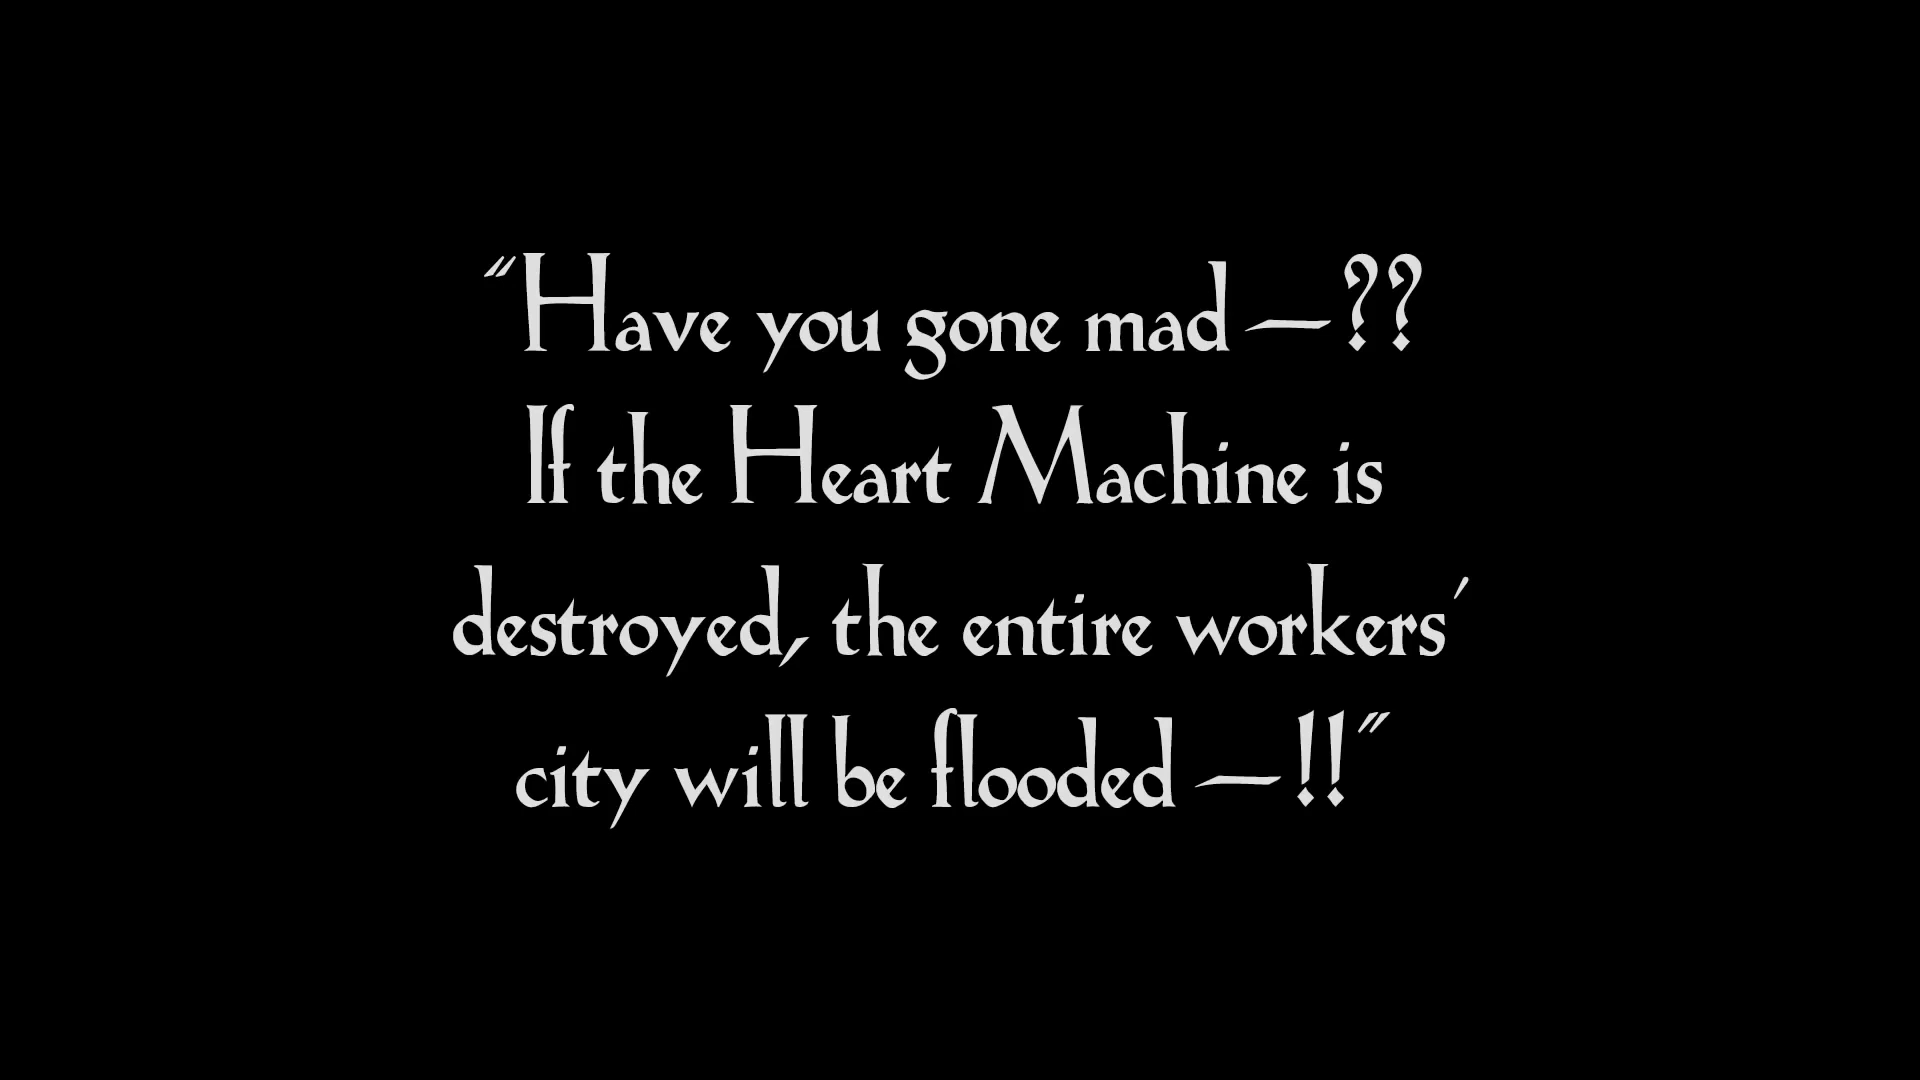 “Have you gone mad—??
If the Heart Machine is
destroyed, the entire workers’
city will be flooded—!!”